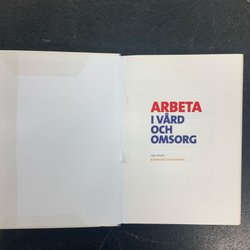 ARBETA
I VÅRD
OCH
OMSORG